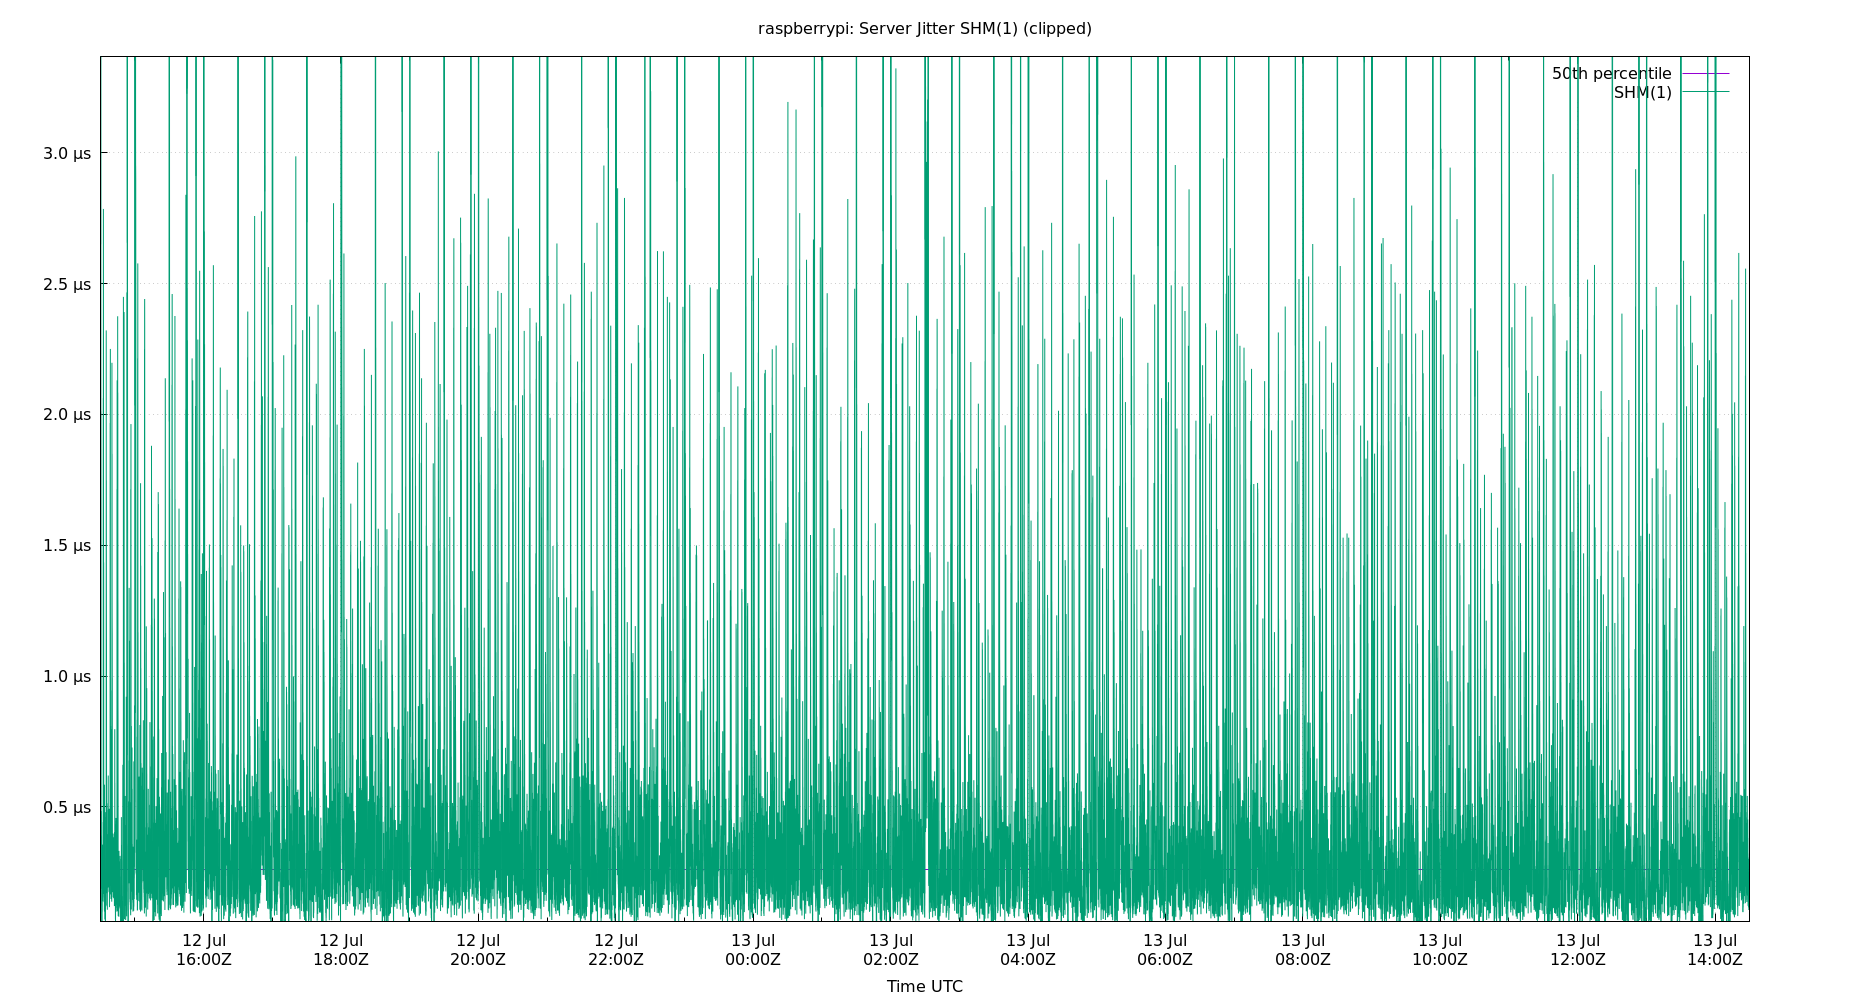 raspberrypi: Server Jitter SHM(1) (clipped)
50th percentile
SHM(1)
3.0 µs
2.5 µs
2.0 µs
1.5 µs
1.0 µs
0.5 µs
12 Jul 12 Jul 12 Jul 12 Jul 13 Jul 13 Jul 13 Jul 13 Jul 13 Jul 13 Jul 13 Jul 13 Jul
16:00Z 18:00Z 20:00Z 22:00Z 00:00Z 02:00Z 04:00Z 06:00Z 08:00Z 10:00Z 12:00Z 14:00Z
Time UTC